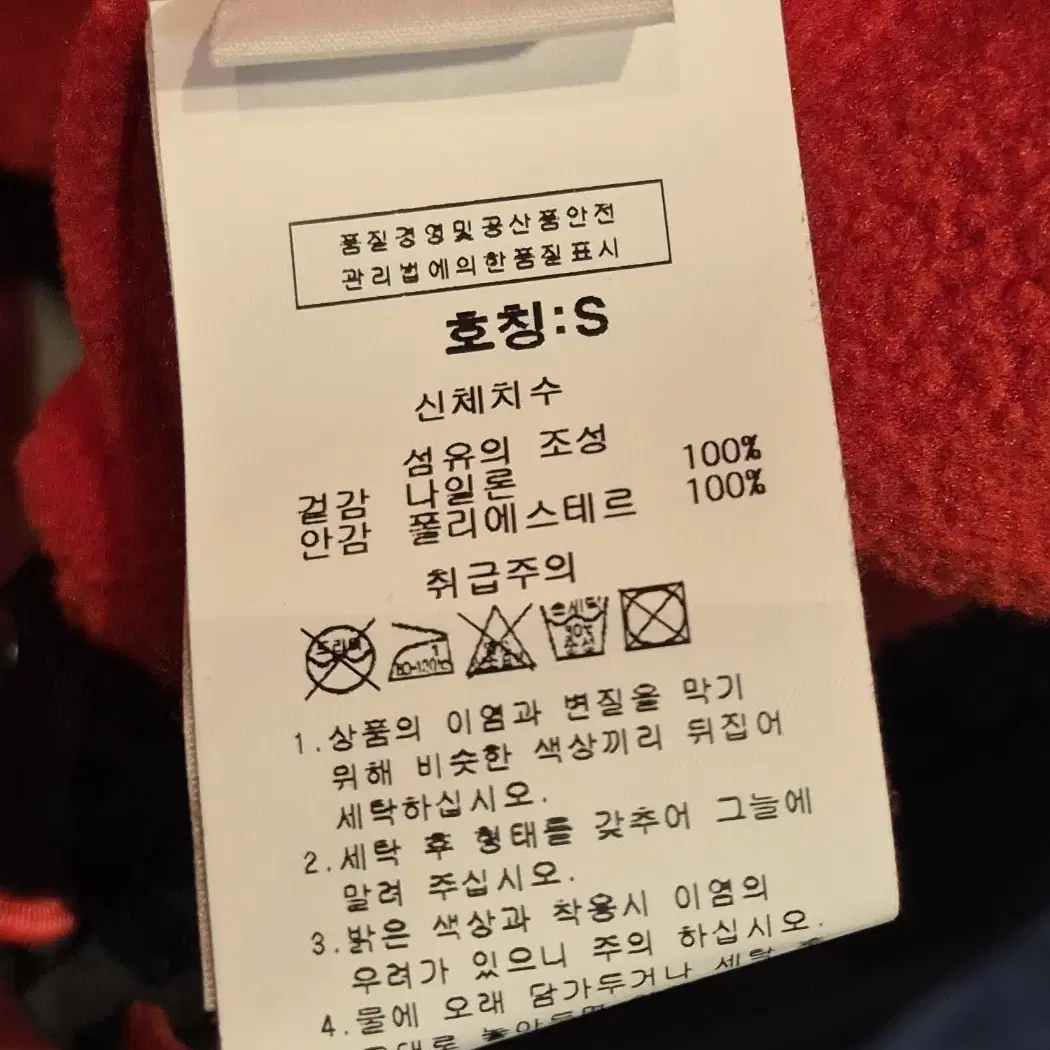 품질경영및공산품안전
관리법에의한품질표시
호칭:S
신체치수
섬유의 조성
겉감 나일론 100%
안감 폴리에스테르 100%
취급주의
드라이
80~120℃
손세탁
30℃
중성
1.상품의 이염과 변질을 막기
위해 비슷한 색상끼리 뒤집어
세탁하십시오.
2.세탁 후 형태를 갖추어 그늘에
말려 주십시오.
3.밝은 색상과 착용시 이염의
우려가 있으니 주의 하십시오.
4.물에 오래 담가두거나 세탁 후